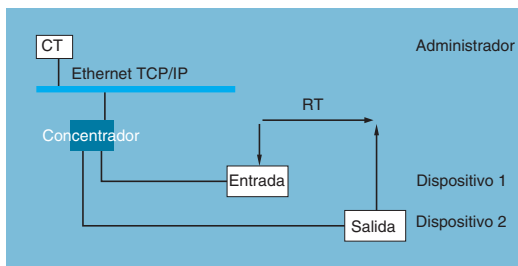 CT
Administrador
Ethernet TCP/IP
RT
Concentrador
Entrada
Dispositivo 1
Salida
Dispositivo 2